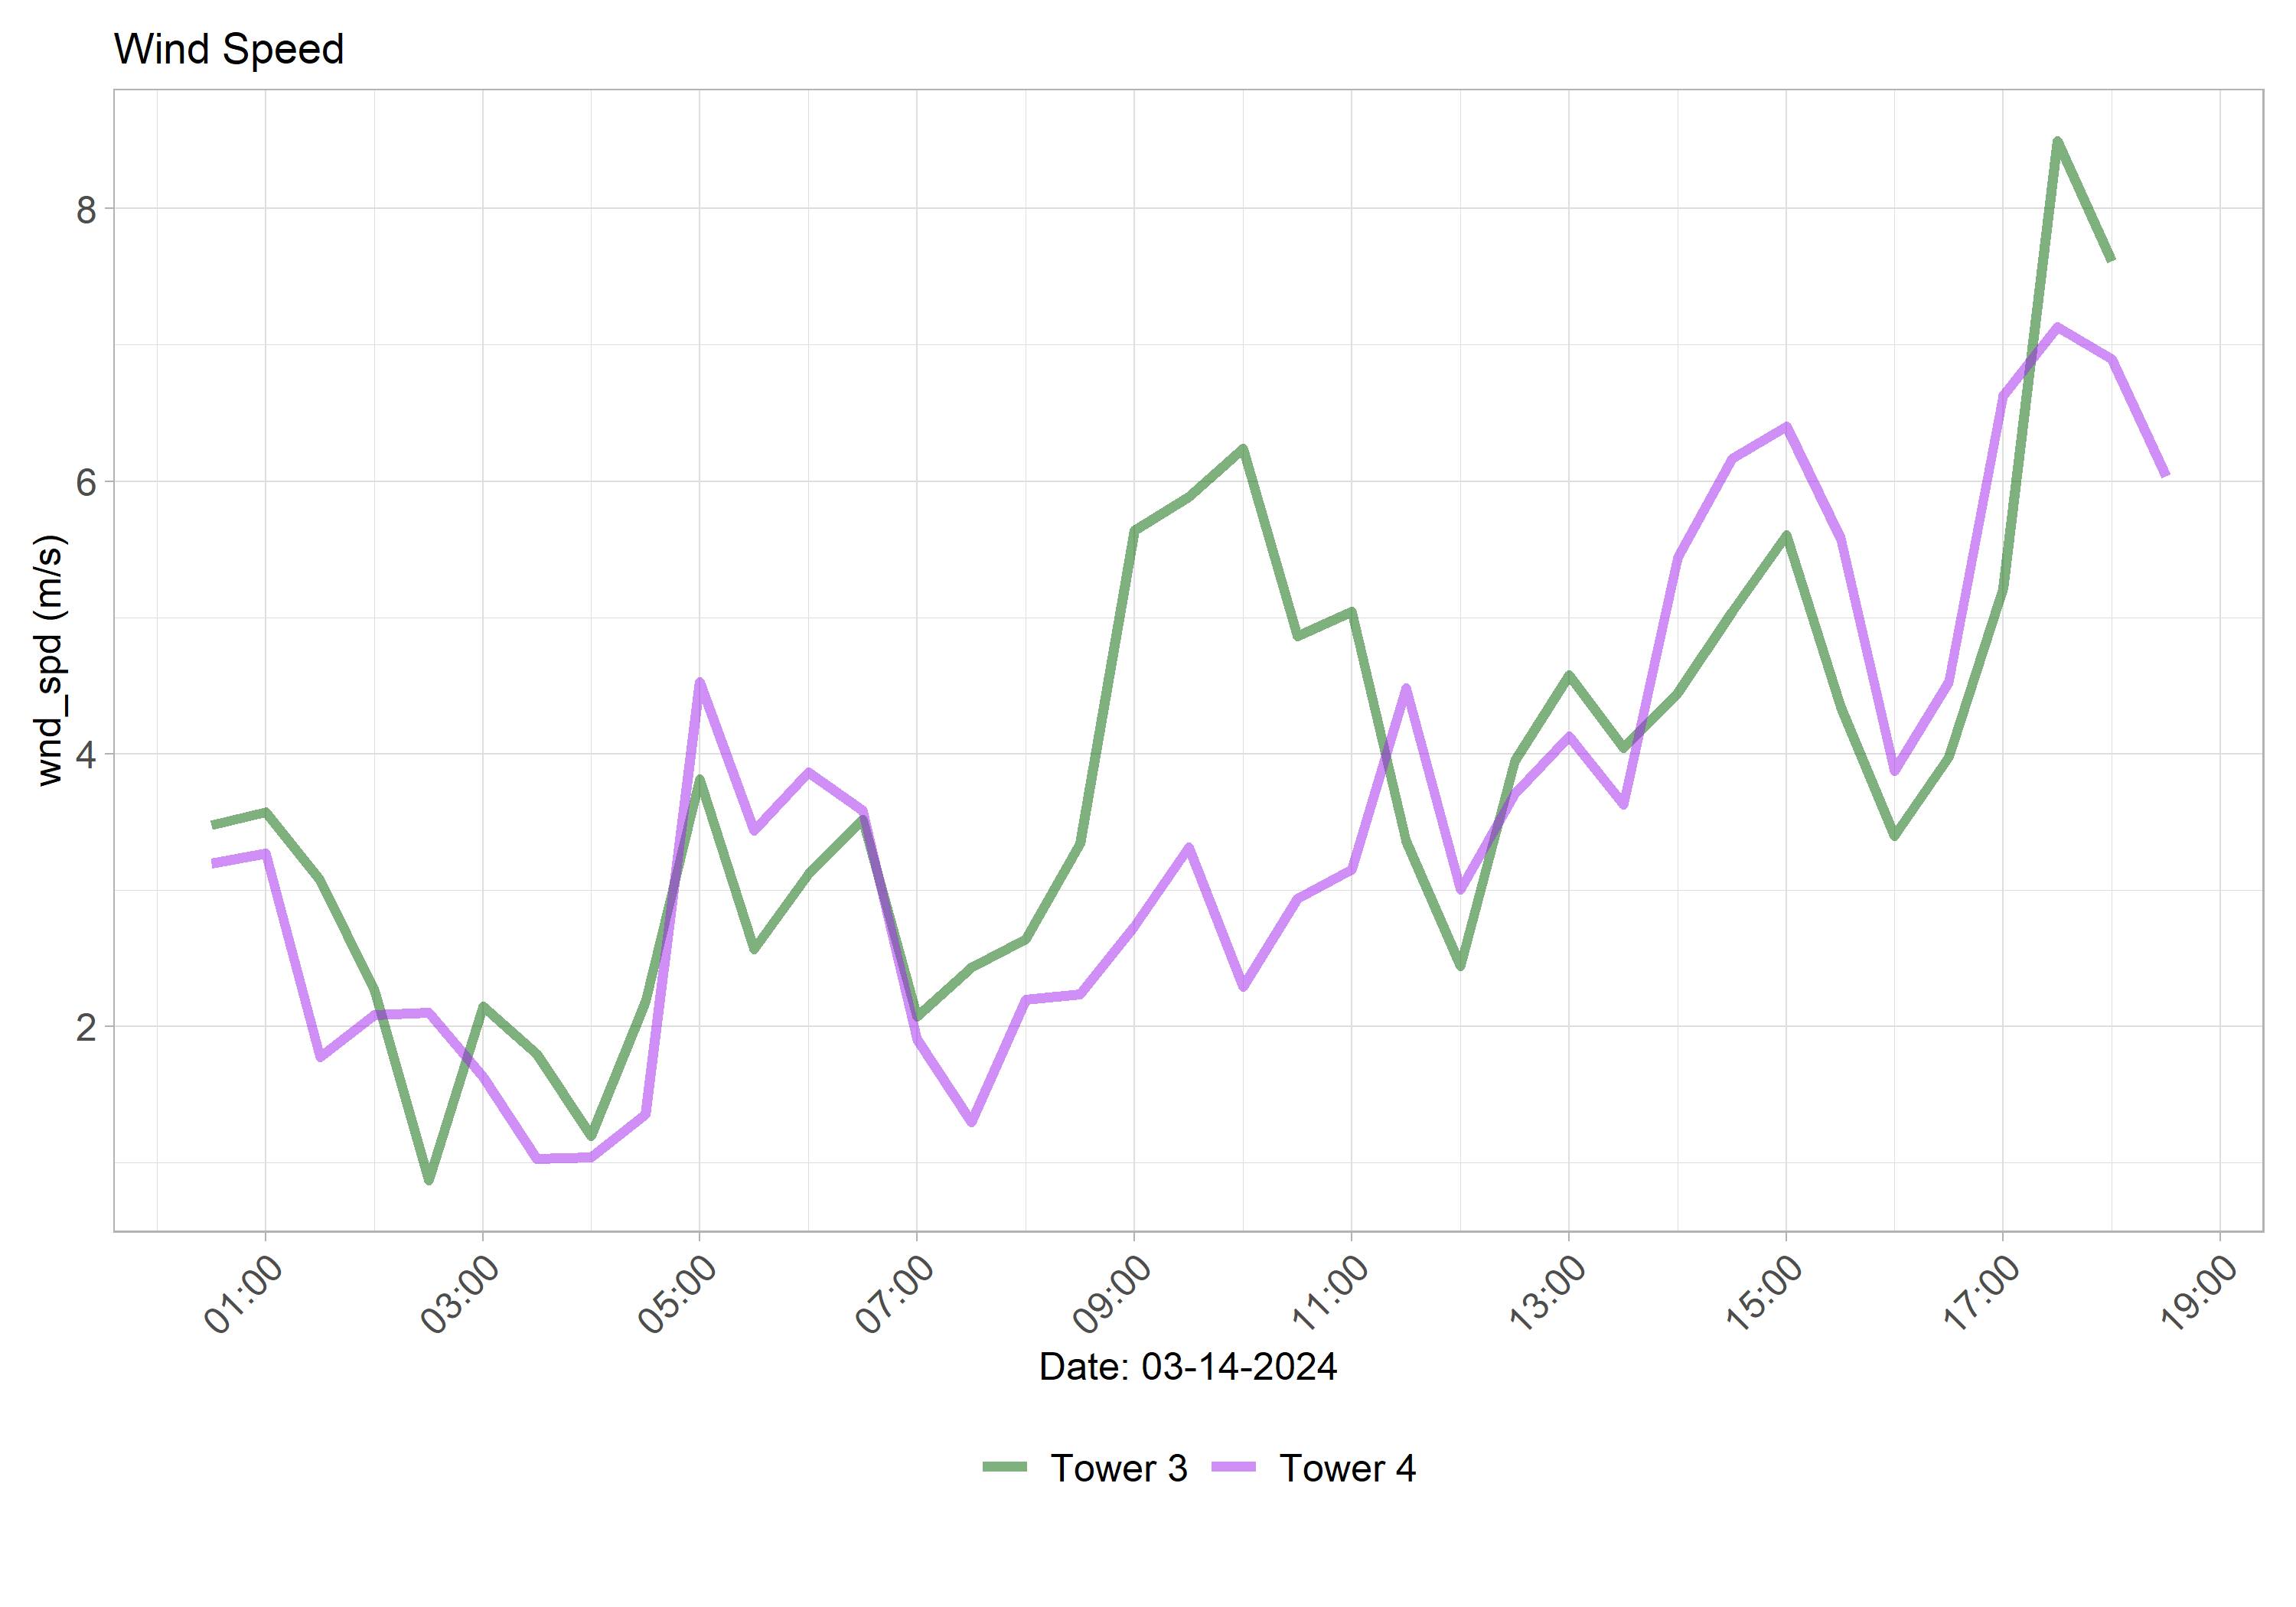 Wind Speed
wnd_spd (m/s)
8
6
4
2
01:00 03:00 05:00 07:00 09:00 11:00 13:00 15:00 17:00 19:00
Date: 03-14-2024
Tower 3 Tower 4